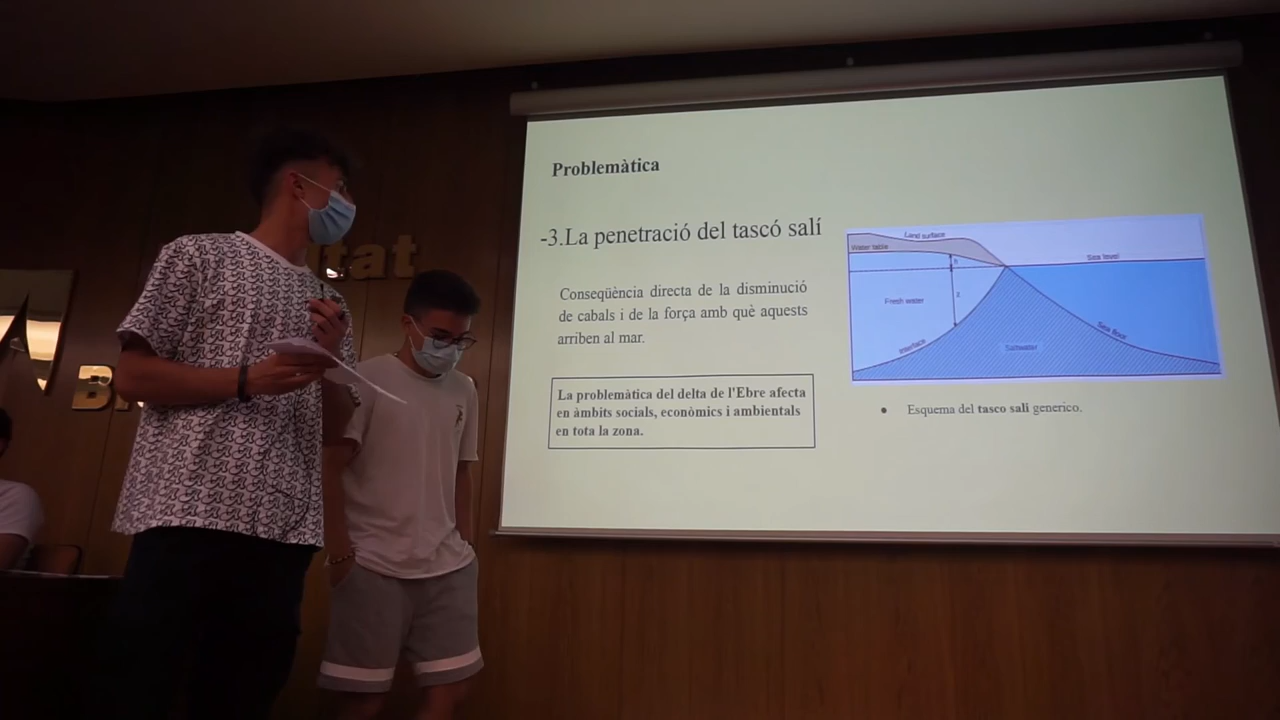 Problemàtica
-3.La penetració del tascó salí
Conseqüència directa de la disminució
de cabals i de la força amb què aquests
arriben al mar.
La problemàtica del delta de l'Ebre afecta
en àmbits socials, econòmics i ambientals
en tota la zona.
Land surface
Water table
h
Sea level
z
Fresh water
Interface
Sea floor
Saltwater
• Esquema del tasco salí generico.
itat